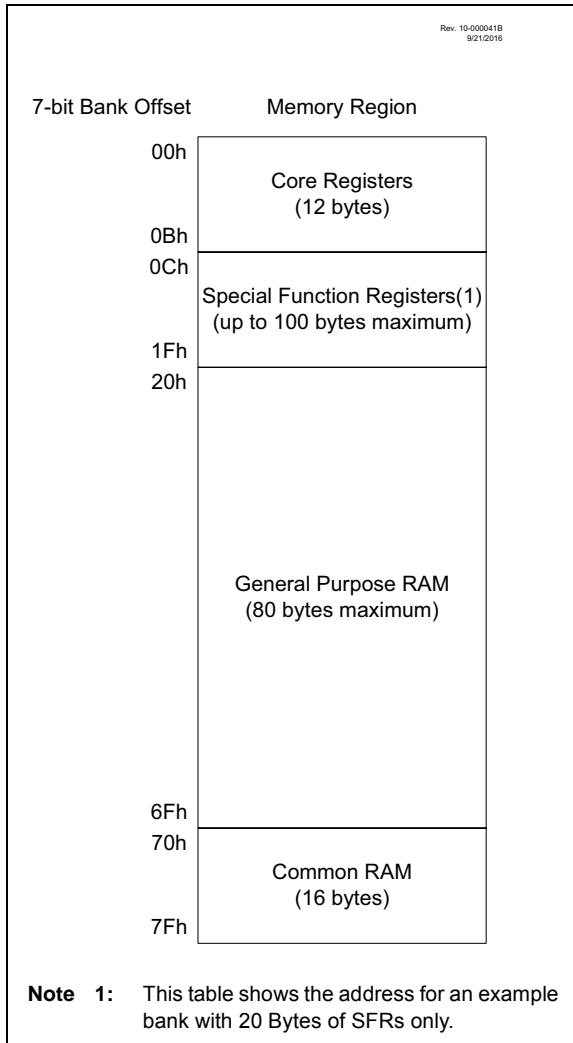 Rev. 10-000041B
9/21/2016
7-bit Bank Offset
Memory Region
00h
Core Registers
(12 bytes)
0Bh
0Ch
Special Function Registers(1)
(up to 100 bytes maximum)
1Fh
20h
General Purpose RAM
(80 bytes maximum)
6Fh
70h
Common RAM
(16 bytes)
7Fh
Note 1: This table shows the address for an example
bank with 20 Bytes of SFRs only.